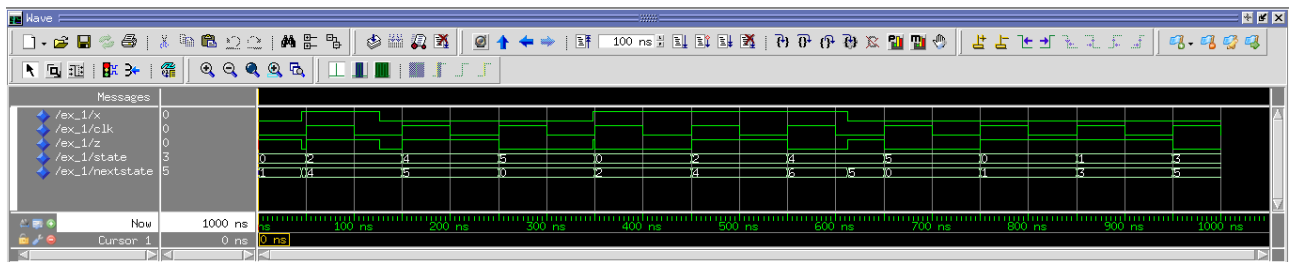 Wave
100 ns
Messages
/ex_1/x 0
/ex_1/clk 0
/ex_1/z 0
/ex_1/state 3 0 2 4 5 0 2 4 5 0 1 3
/ex_1/nextstate 5 1 4 5 0 2 4 6 5 0 1 3 5
Now 1000 ns ns 100 ns 200 ns 300 ns 400 ns 500 ns 600 ns 700 ns 800 ns 900 ns 1000 ns
Cursor 1 0 ns 0 ns